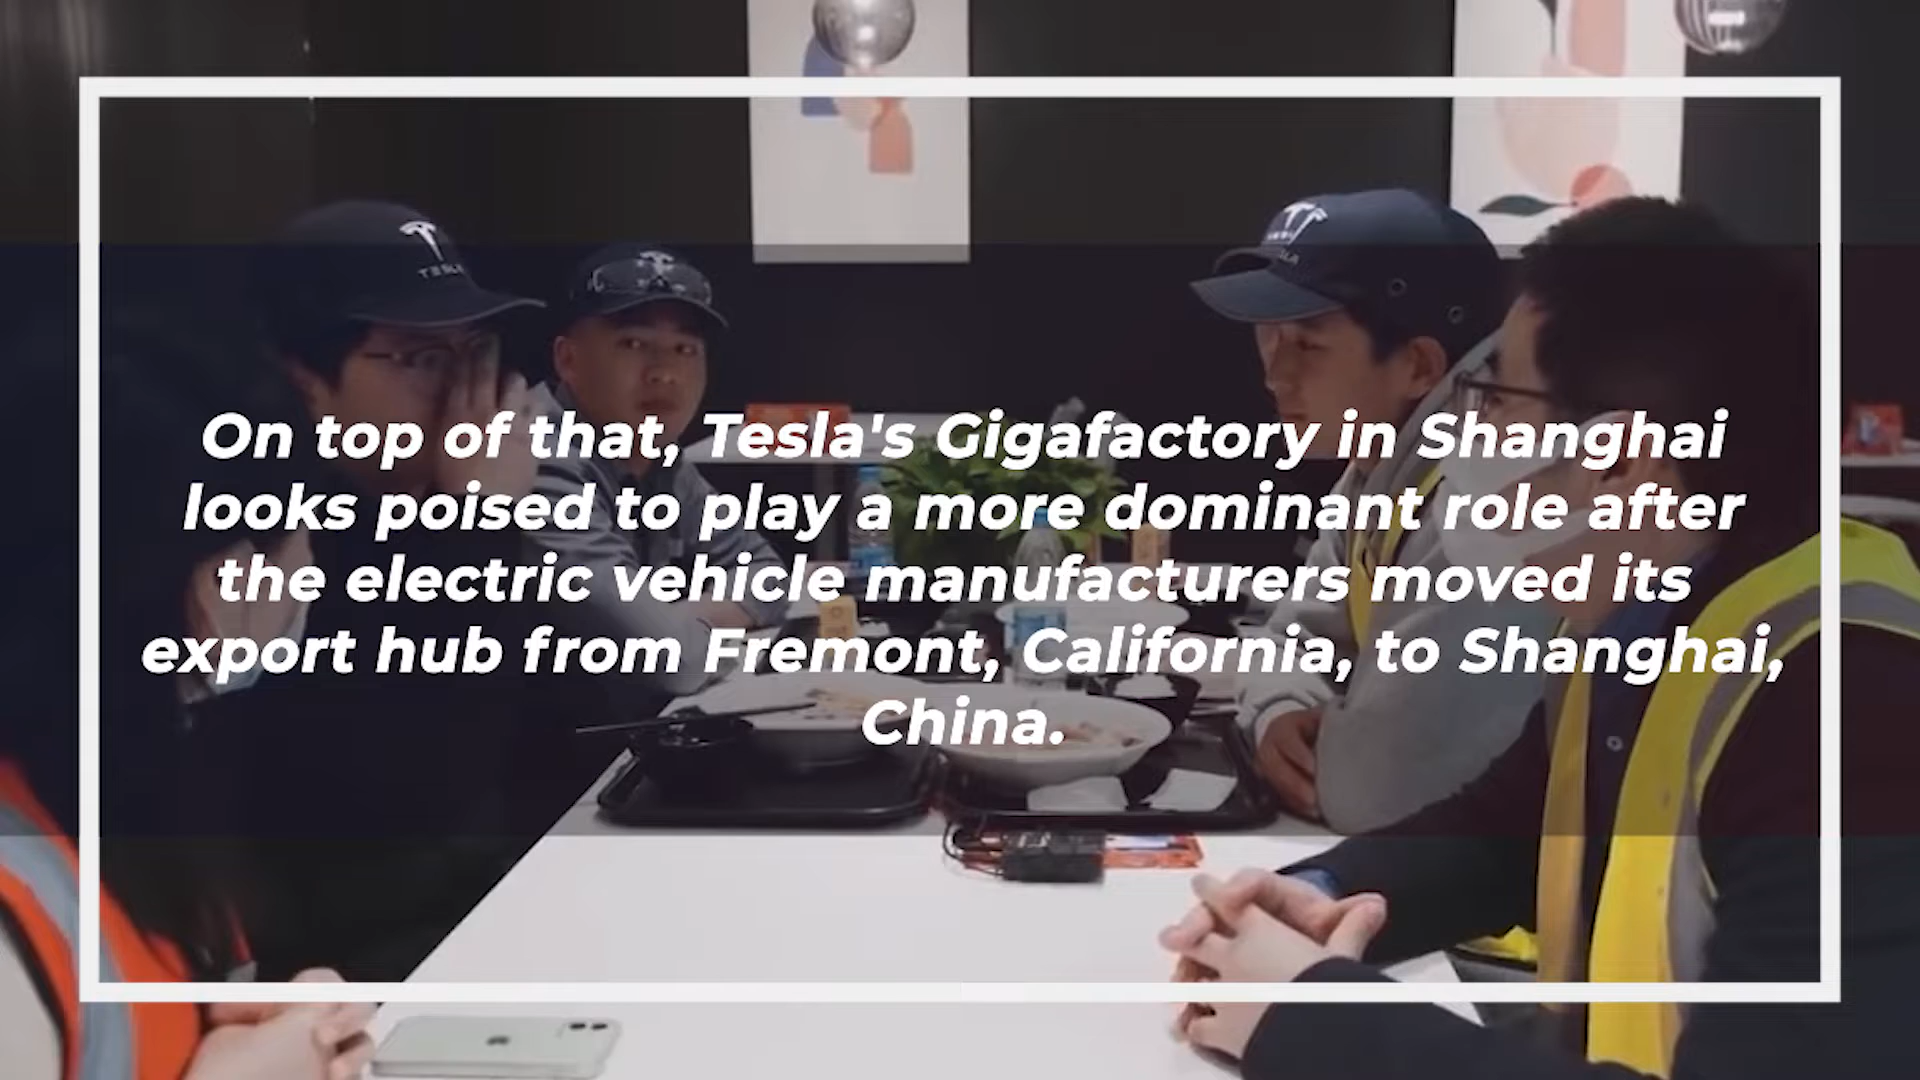 TESLA
On top of that, Tesla's Gigafactory in Shanghai
looks poised to play a more dominant role after
the electric vehicle manufacturers moved its
export hub from Fremont, California, to Shanghai,
China.